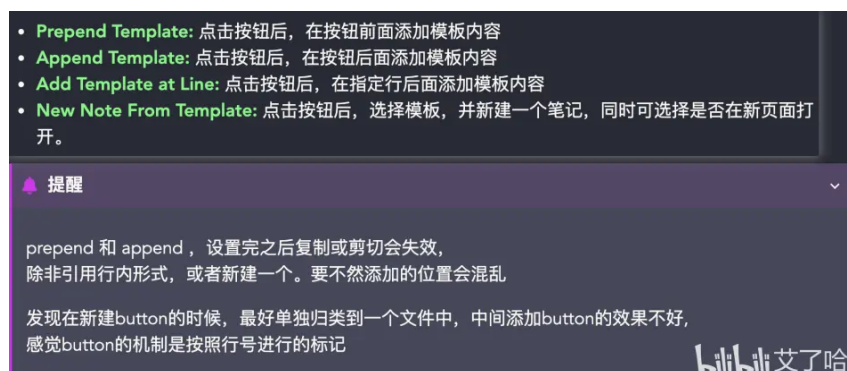 • Prepend Template: 点击按钮后，在按钮前面添加模板内容
• Append Template: 点击按钮后，在按钮后面添加模板内容
• Add Template at Line: 点击按钮后，在指定行后面添加模板内容
• New Note From Template: 点击按钮后，选择模板，并新建一个笔记，同时可选择是否在新页面打
开。
提醒
prepend 和 append ，设置完之后复制或剪切会失效，
除非引用行内形式，或者新建一个。要不然添加的位置会混乱
发现在新建button的时候，最好单独归类到一个文件中，中间添加button的效果不好，
感觉button的机制是按照行号进行的标记
bilibili 艾了哈